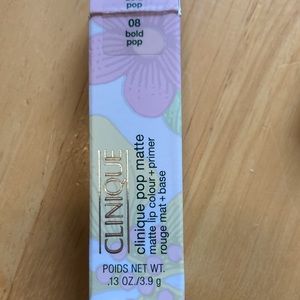 pop
08
bold
pop
CLINIQUE
clinique pop matte
matte lip colour + primer
rouge mat + base
POIDS NET WT.
.13 OZ./3.9 g